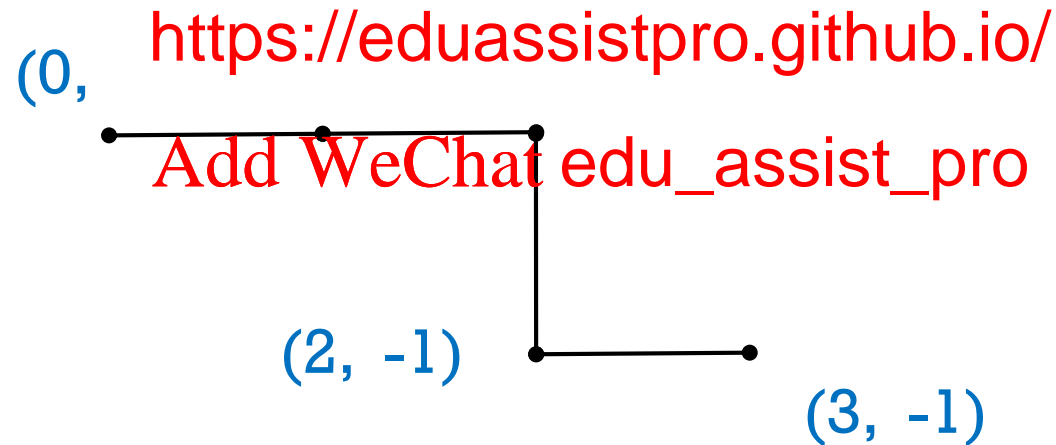 https://eduassistpro.github.io/
(0,
Add WeChat edu_assist_pro
(2, -1)
(3, -1)